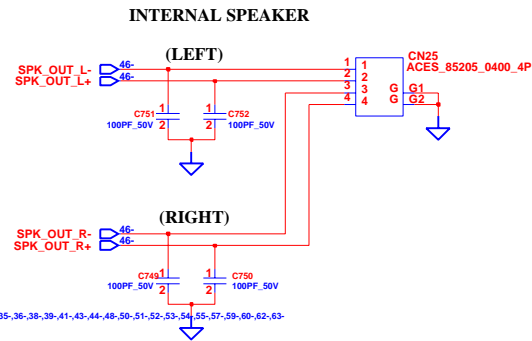 INTERNAL SPEAKER
(LEFT)
SPK_OUT_L- 46-
SPK_OUT_L+ 46-
CN25
ACES_85205_0400_4P
1 1
2 2
3 3
4 4
G G1
G G2
C751 1 2
100PF_50V
C752 1 2
100PF_50V
(RIGHT)
SPK_OUT_R- 46-
SPK_OUT_R+ 46-
C749 1 2
100PF_50V
C750 1 2
100PF_50V
35-,36-,38-,39-,41-,43-,44-,48-,50-,51-,52-,53-,54-,55-,57-,59-,60-,62-,63-